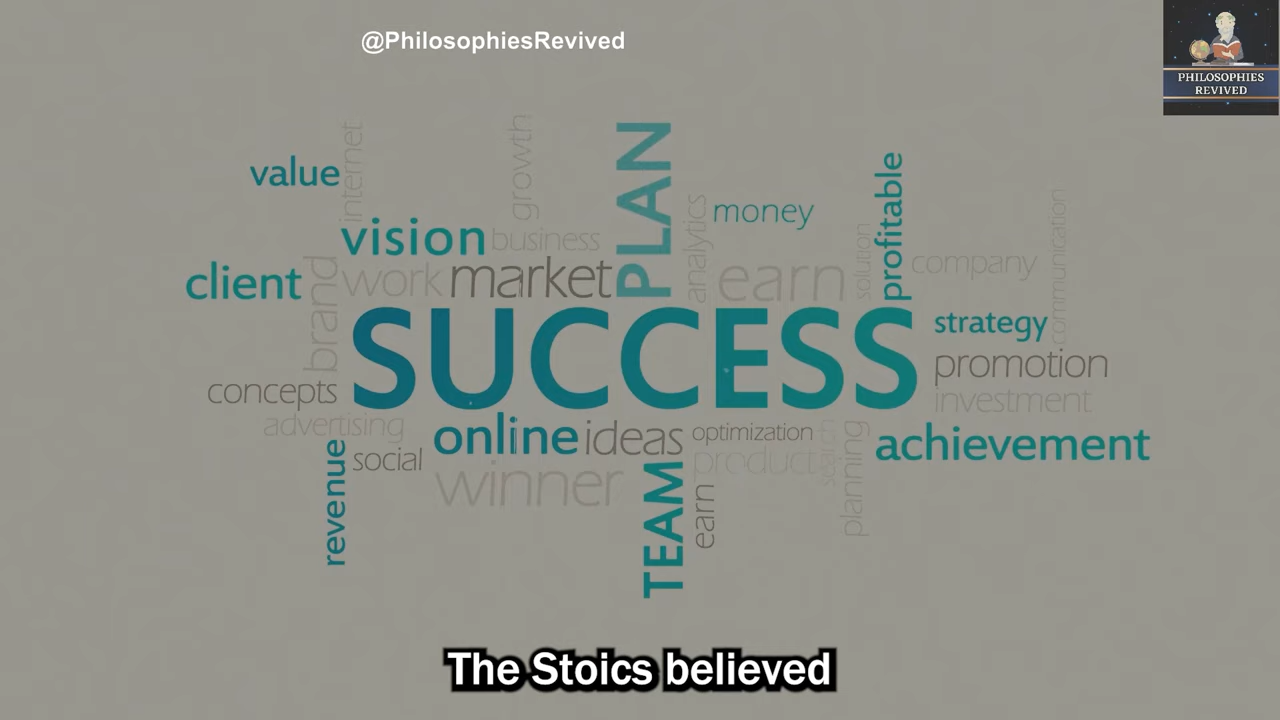 @PhilosophiesRevived
PHILOSOPHIES
REVIVED
value
internet
growth
PLAN
analytics
money
solution
profitable
communication
vision
business
client
brand
work
market
earn
company
SUCCESS
strategy
promotion
concepts
investment
advertising
online
ideas
optimization
search
planning
achievement
revenue
social
product
winner
TEAM
earn
The Stoics believed